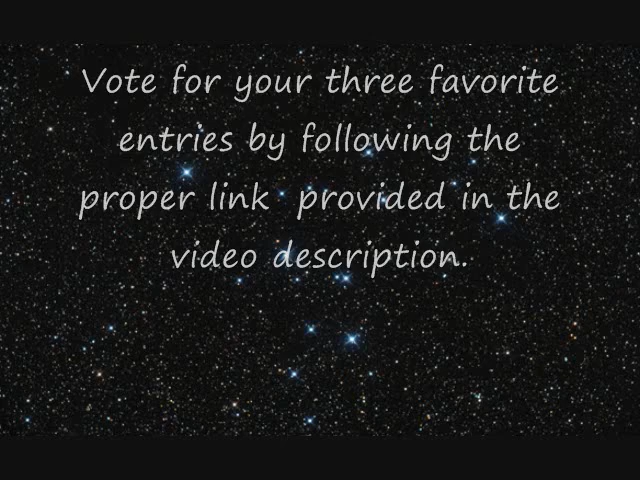 Vote for your three favorite
entries by following the
proper link  provided in the
video description.